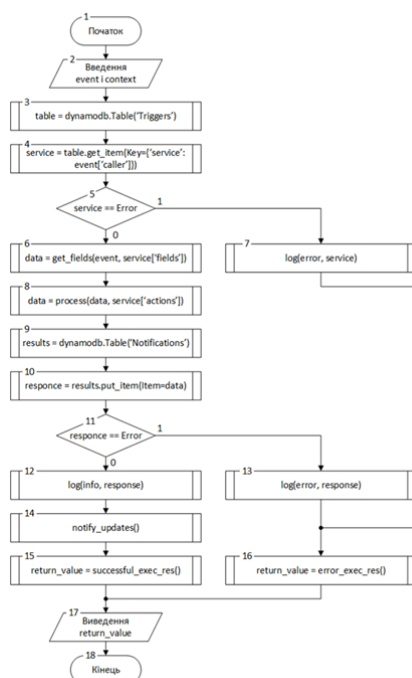 1
Початок
2
Введення
event і context
3
table = dynamodb.Table('Triggers')
4
service = table.get_item(Key={'service':
event['caller']})
5
service == Error
1
0
6
data = get_fields(event, service['fields'])
7
log(error, service)
8
data = process(data, service['actions'])
9
results = dynamodb.Table('Notifications')
10
responce = results.put_item(Item=data)
11
responce == Error
1
0
12
log(info, response)
13
log(error, response)
14
notify_updates()
15
return_value = successful_exec_res()
16
return_value = error_exec_res()
17
Виведення
return_value
18
Кінець